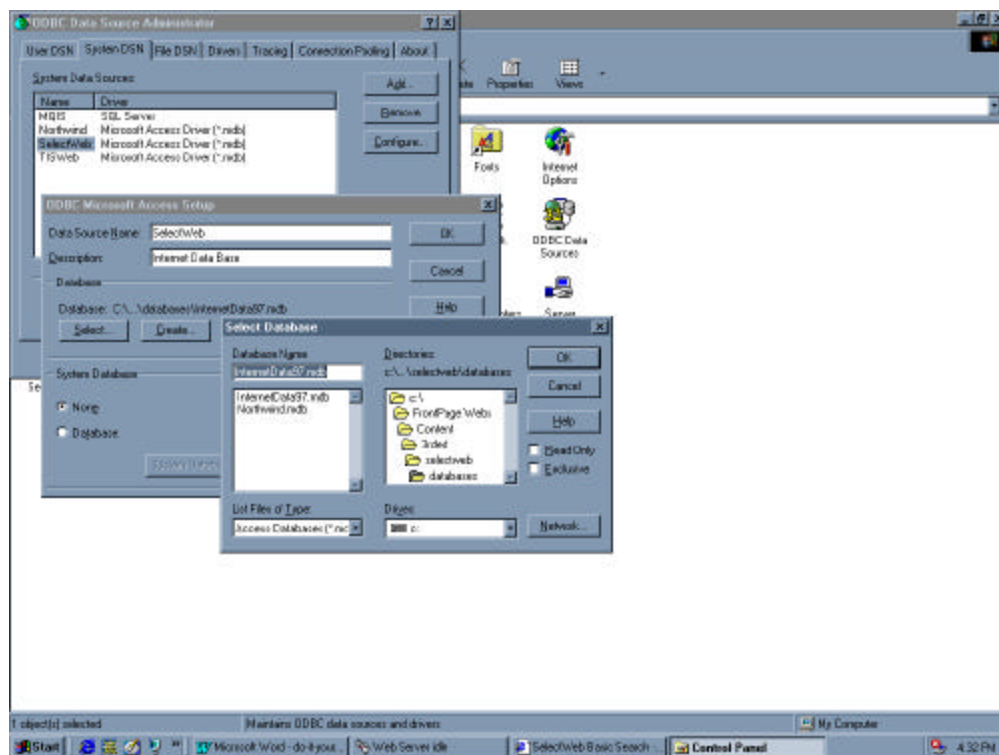 ODBC Data Source Administrator
User DSN System DSN File DSN Drivers Tracing Connection Pooling About
System Data Sources:
Name Driver
MQIS SQL Server
Northwind Microsoft Access Driver (*.mdb)
SelectWeb Microsoft Access Driver (*.mdb)
TISWeb Microsoft Access Driver (*.mdb)
Add...
Remove
Configure...
Properties Views
Fonts
Internet Options
ODBC Data Sources
Server
ODBC Microsoft Access Setup
Data Source Name: SelectWeb
Description: Internet Data Base
OK
Cancel
Help
Database
Database: C:\...\databases\InternetData97.mdb
Select... Create...
System Database
None
Database:
Select Database
Database Name
InternetData97.mdb
InternetData97.mdb
Northwind.mdb
List Files of Type:
Access Databases (*.md
Directories:
c:\...\selectweb\databases
c:\
FrontPage Webs
Content
3rded
selectweb
databases
Drives:
c:
OK
Cancel
Help
Read Only
Exclusive
Network...
1 object(s) selected Maintains ODBC data sources and drivers My Computer
Start Microsoft Word - do-it-your... Web Server idle SelectWeb Basic Search - Control Panel 4:32 PM